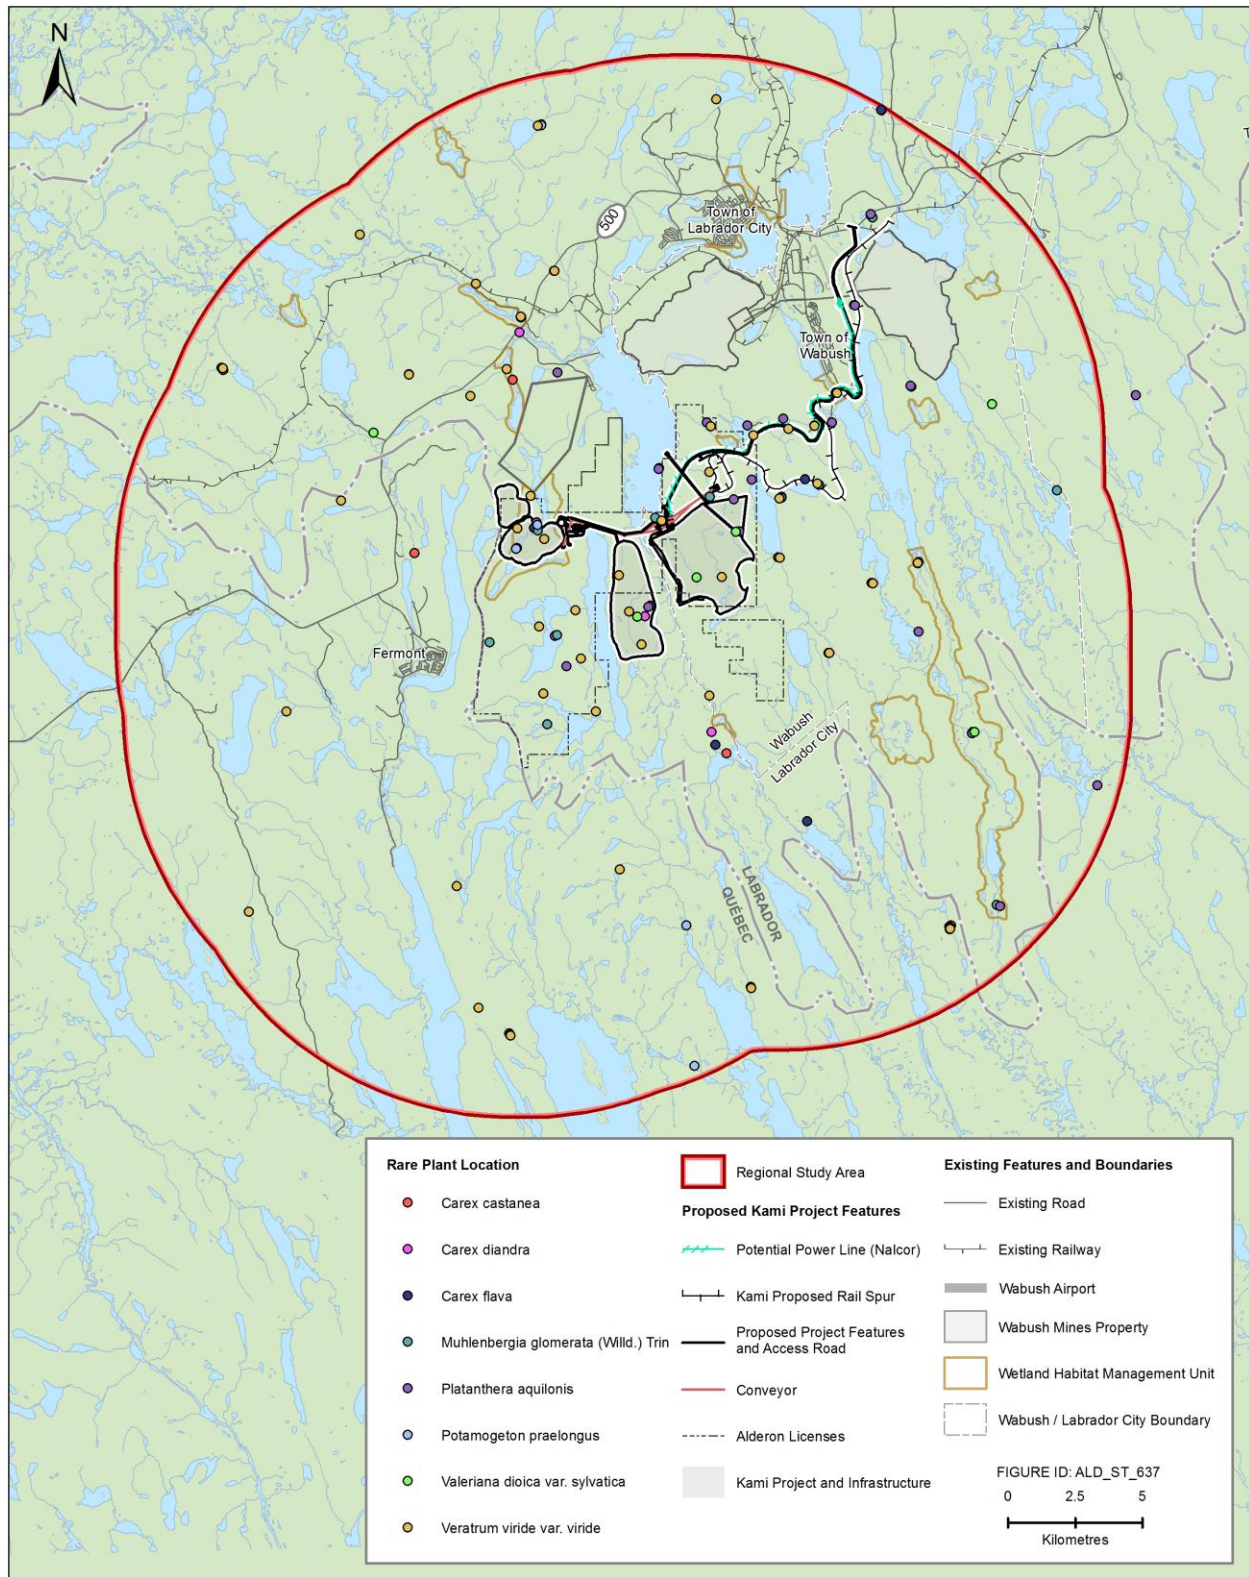 N
T
500
Town of
Labrador City
Town of
Wabush
Fermont
Wabush
Labrador City
LABRADOR
QUÉBEC
Rare Plant Location
Carex castanea
Carex diandra
Carex flava
Muhlenbergia glomerata (Willd.) Trin
Platanthera aquilonis
Potamogeton praelongus
Valeriana dioica var. sylvatica
Veratrum viride var. viride
Regional Study Area
Proposed Kami Project Features
Potential Power Line (Nalcor)
Kami Proposed Rail Spur
Proposed Project Features
and Access Road
Conveyor
Alderon Licenses
Kami Project and Infrastructure
Existing Features and Boundaries
Existing Road
Existing Railway
Wabush Airport
Wabush Mines Property
Wetland Habitat Management Unit
Wabush / Labrador City Boundary
FIGURE ID: ALD_ST_637
0 2.5 5
Kilometres